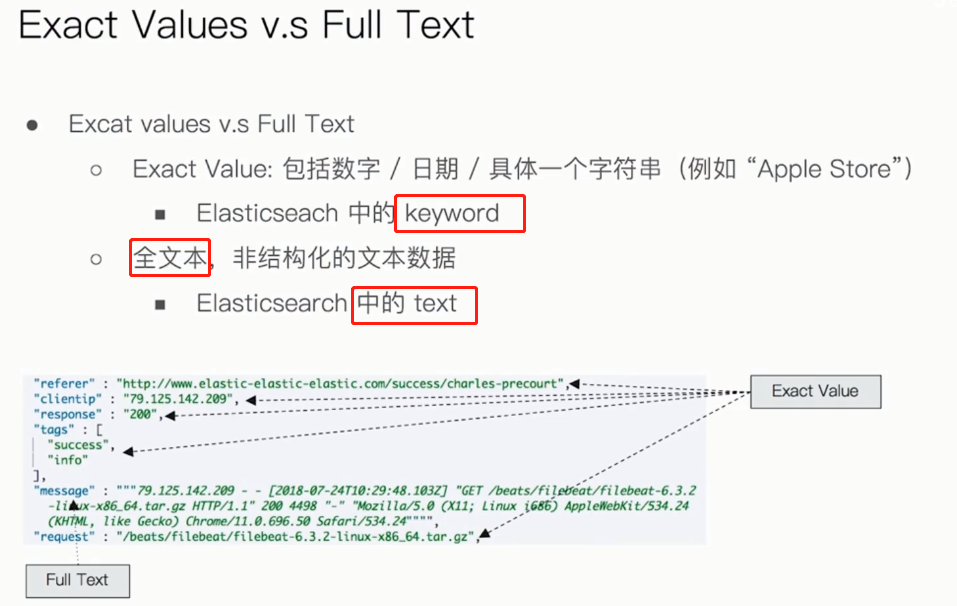 Exact Values v.s Full Text
● Excat values v.s Full Text
○ Exact Value: 包括数字 / 日期 / 具体一个字符串（例如 “Apple Store”）
■ Elasticseach 中的 keyword
○ 全文本，非结构化的文本数据
■ Elasticsearch 中的 text
"referer" : "http://www.elastic-elastic-elastic.com/success/charles-precourt",
"clientip" : "79.125.142.209",
"response" : "200",
"tags" : [
"success",
"info"
],
"message" : """79.125.142.209 - - [2018-07-24T10:29:48.103Z] "GET /beats/filebeat/filebeat-6.3.2
-linux-x86_64.tar.gz HTTP/1.1" 200 4498 "-" "Mozilla/5.0 (X11; Linux i686) AppleWebKit/534.24
(KHTML, like Gecko) Chrome/11.0.696.50 Safari/534.24"""",
"request" : "/beats/filebeat/filebeat-6.3.2-linux-x86_64.tar.gz",
Exact Value
Full Text